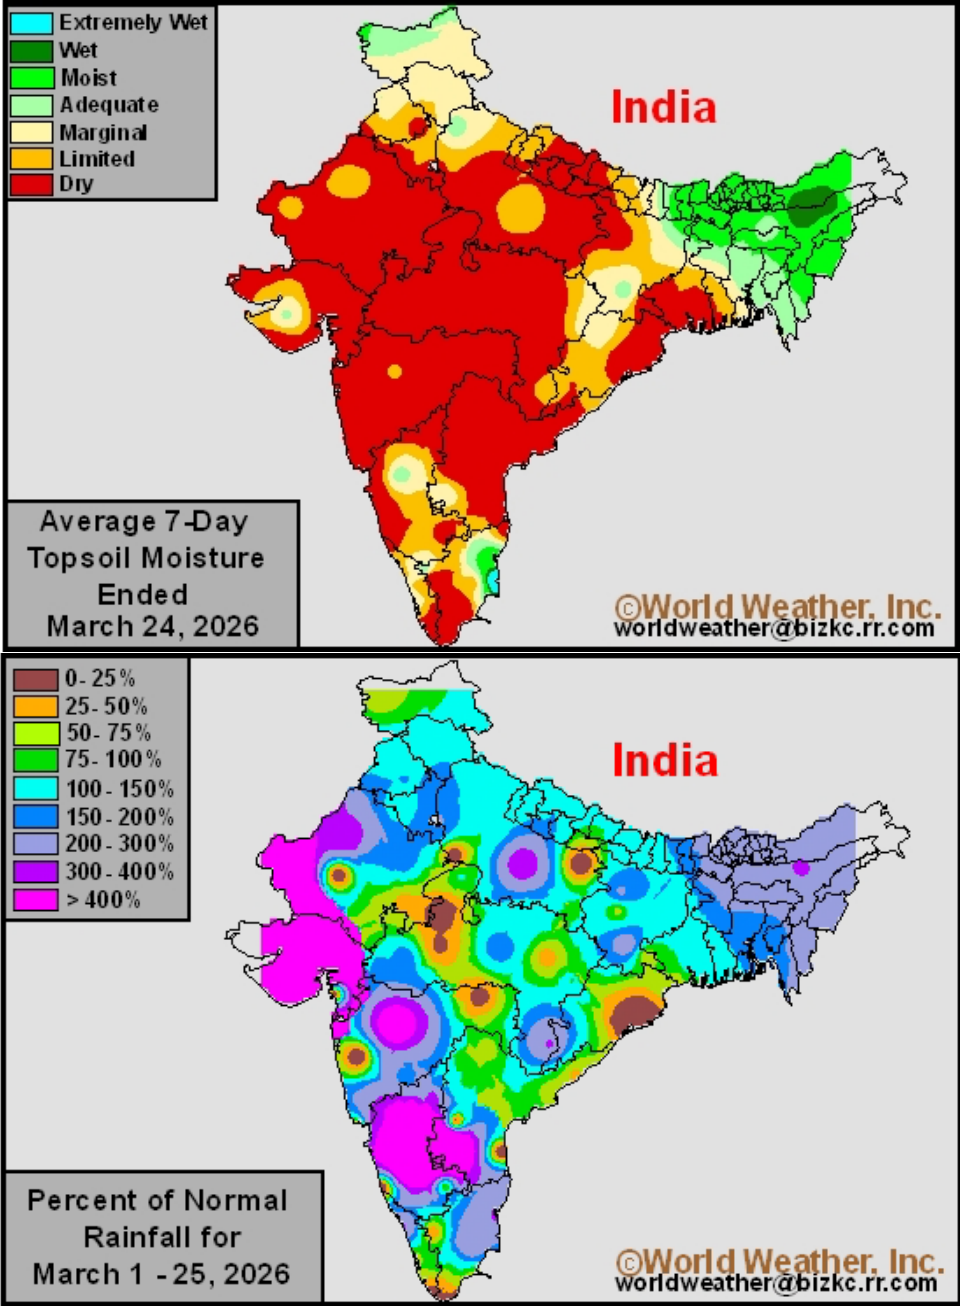 Extremely Wet
Wet
Moist
Adequate
Marginal
Limited
Dry
India
Average 7-Day
Topsoil Moisture
Ended
March 24, 2026
©World Weather, Inc.
worldweather@bizkc.rr.com
0- 25%
25- 50%
50- 75%
75- 100%
100 - 150%
150 - 200%
200 - 300%
300 - 400%
> 400%
India
Percent of Normal
Rainfall for
March 1 - 25, 2026
©World Weather, Inc.
worldweather@bizkc.rr.com